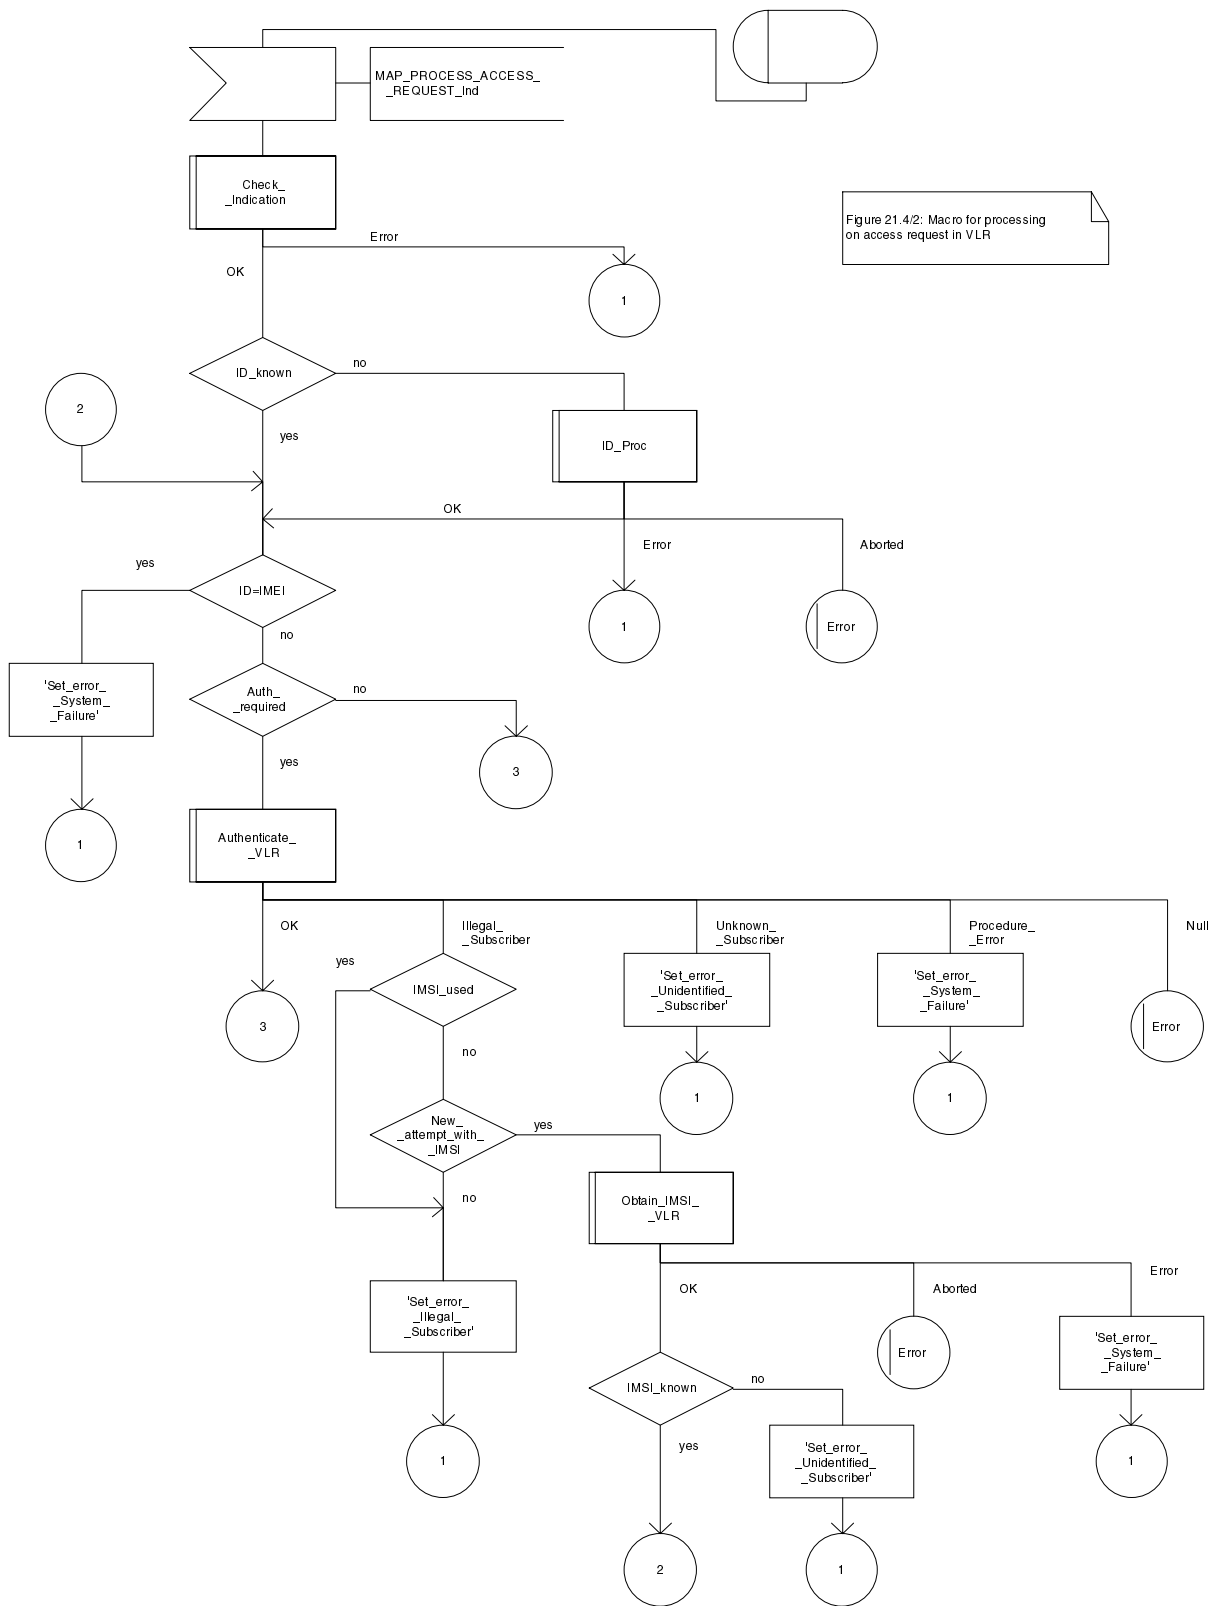 MAP_PROCESS_ACCESS_
_REQUEST_Ind
Check_
_Indication
Figure 21.4/2: Macro for processing
on access request in VLR
Error
OK
1
ID_known
no
2
yes
ID_Proc
OK
Error
Aborted
yes
ID=IMEI
1
Error
no
'Set_error_
_System_
_Failure'
Auth_
_required
no
yes
3
1
Authenticate_
_VLR
OK
Illegal_
_Subscriber
Unknown_
_Subscriber
Procedure_
_Error
Null
yes
IMSI_used
'Set_error_
_Unidentified_
_Subscriber'
'Set_error_
_System_
_Failure'
3
Error
no
1
1
New_
_attempt_with_
_IMSI
yes
no
Obtain_IMSI_
_VLR
OK
Aborted
Error
'Set_error_
_Illegal_
_Subscriber'
Error
'Set_error_
_System_
_Failure'
IMSI_known
no
yes
1
'Set_error_
_Unidentified_
_Subscriber'
1
2
1